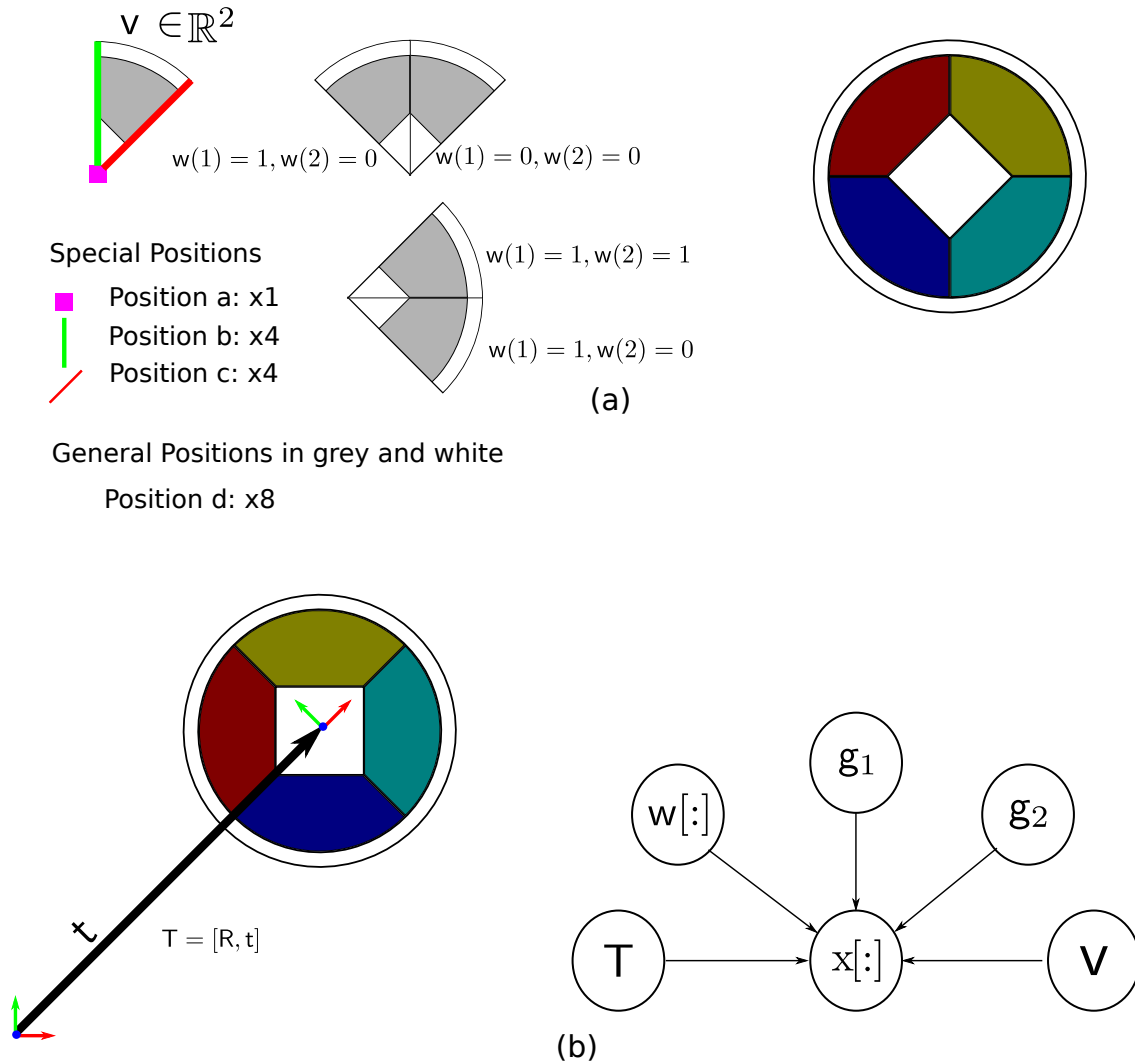 v ∈ ℝ²
w(1) = 1, w(2) = 0
w(1) = 0, w(2) = 0
Special Positions
w(1) = 1, w(2) = 1
Position a: x1
Position b: x4
w(1) = 1, w(2) = 0
Position c: x4
(a)
General Positions in grey and white
Position d: x8
g₁
w[:]
g₂
t
T = [R, t]
T
x[:]
v
(b)